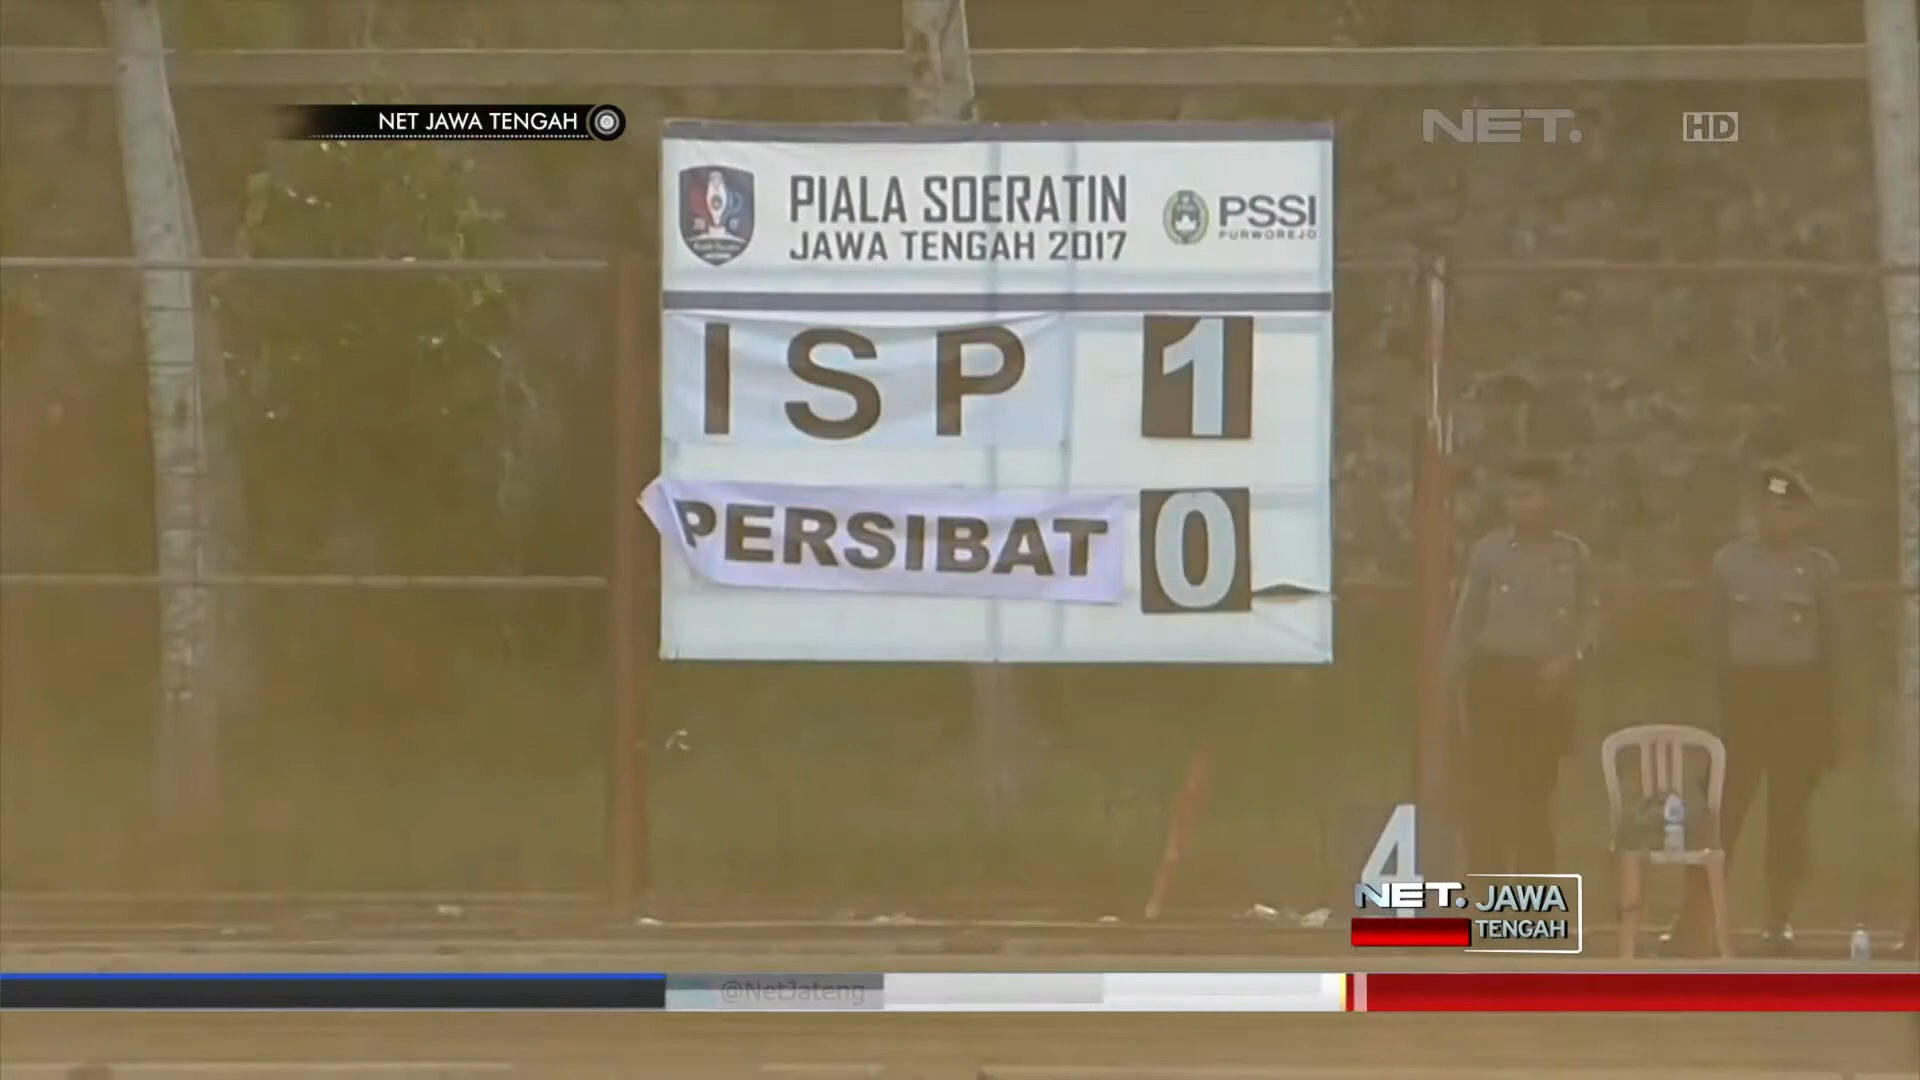 NET JAWA TENGAH
NET.
HD
PIALA SOERATIN
JAWA TENGAH 2017
PSSI
PURWOREJO
I S P 1
PERSIBAT 0
4
NET. JAWA
TENGAH
@NetJateng